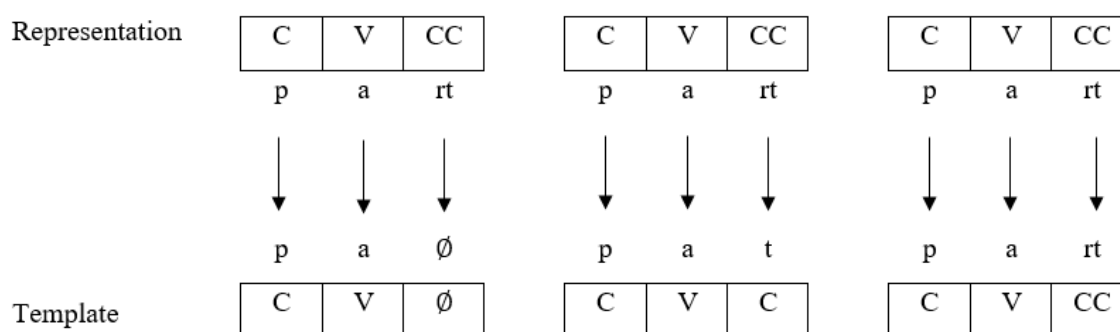 Representation C V CC C V CC C V CC
p a rt p a rt p a rt
p a ∅ p a t p a rt
Template C V ∅ C V C C V CC